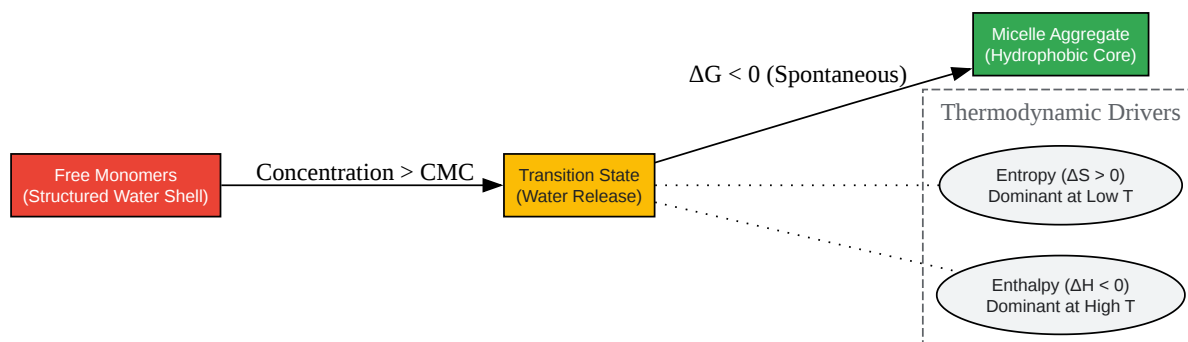 Free Monomers
(Structured Water Shell)
Concentration > CMC
Transition State
(Water Release)
ΔG < 0 (Spontaneous)
Micelle Aggregate
(Hydrophobic Core)
Thermodynamic Drivers
Entropy (ΔS > 0)
Dominant at Low T
Enthalpy (ΔH < 0)
Dominant at High T